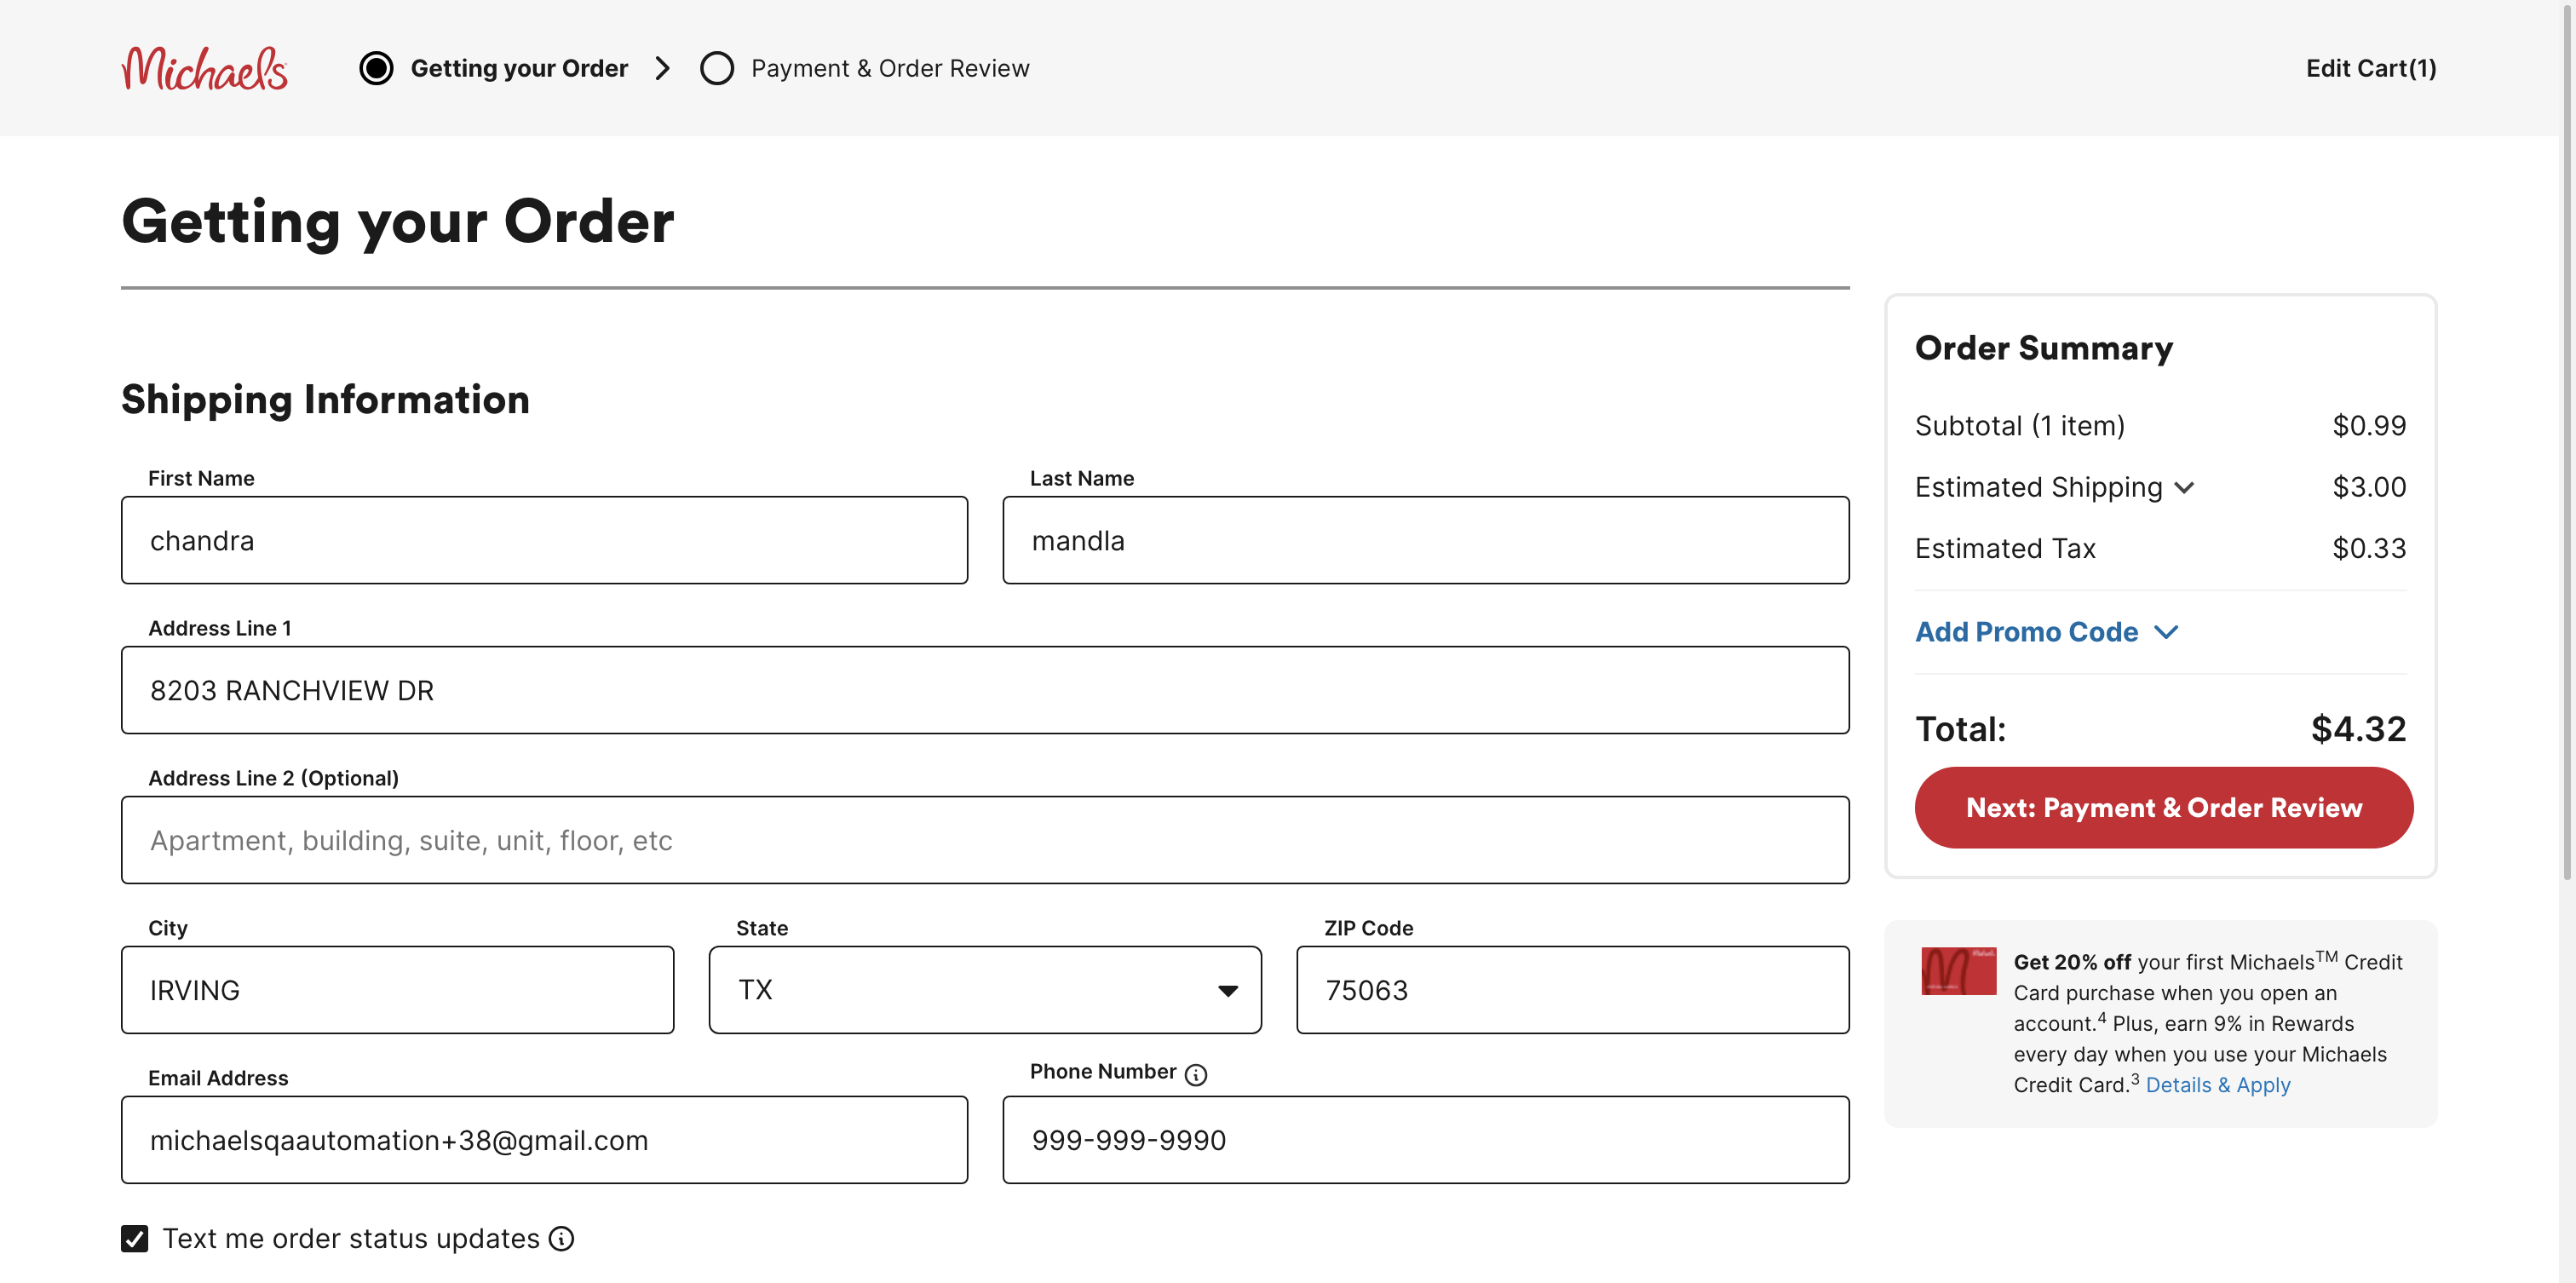 Michaels
Getting your Order
Payment & Order Review
Edit Cart(1)
Getting your Order
Shipping Information
First Name
Last Name
chandra
mandla
Address Line 1
8203 RANCHVIEW DR
Address Line 2 (Optional)
Apartment, building, suite, unit, floor, etc
City
State
ZIP Code
IRVING
TX
75063
Email Address
Phone Number
michaelsqaautomation+38@gmail.com
999-999-9990
Text me order status updates
Order Summary
Subtotal (1 item) $0.99
Estimated Shipping $3.00
Estimated Tax $0.33
Add Promo Code
Total: $4.32
Next: Payment & Order Review
Get 20% off your first Michaels™ Credit
Card purchase when you open an
account.⁴ Plus, earn 9% in Rewards
every day when you use your Michaels
Credit Card.³ Details & Apply